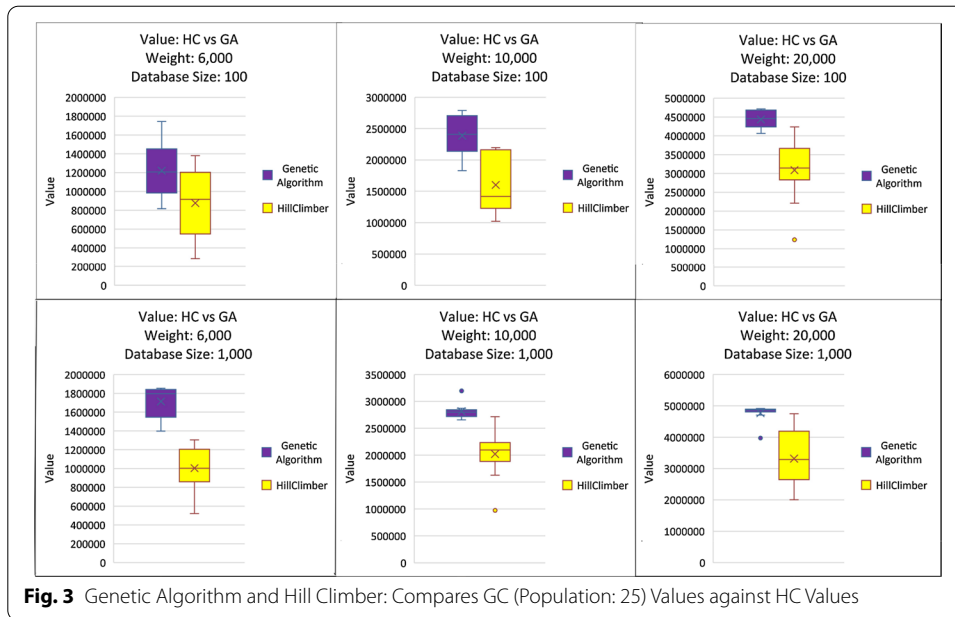 Value: HC vs GA
Weight: 6,000
Database Size: 100
2000000
1800000
1600000
1400000
1200000
1000000
800000
600000
400000
200000
0
Value
Genetic
Algorithm
HillClimber
Value: HC vs GA
Weight: 10,000
Database Size: 100
3000000
2500000
2000000
1500000
1000000
500000
0
Value
Genetic
Algorithm
HillClimber
Value: HC vs GA
Weight: 20,000
Database Size: 100
5000000
4500000
4000000
3500000
3000000
2500000
2000000
1500000
1000000
500000
0
Value
Genetic
Algorithm
HillClimber
Value: HC vs GA
Weight: 6,000
Database Size: 1,000
2000000
1800000
1600000
1400000
1200000
1000000
800000
600000
400000
200000
0
Value
Genetic
Algorithm
HillClimber
Value: HC vs GA
Weight: 10,000
Database Size: 1,000
3500000
3000000
2500000
2000000
1500000
1000000
500000
0
Value
Genetic
Algorithm
HillClimber
Value: HC vs GA
Weight: 20,000
Database Size: 1,000
6000000
5000000
4000000
3000000
2000000
1000000
0
Value
Genetic
Algorithm
HillClimber
Fig. 3 Genetic Algorithm and Hill Climber: Compares GC (Population: 25) Values against HC Values